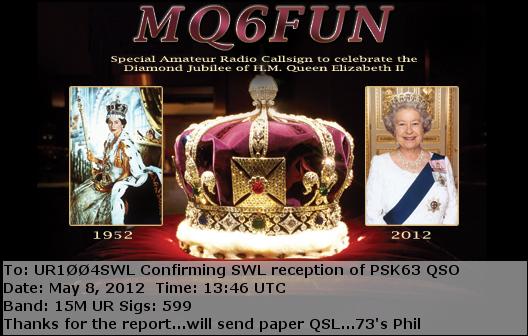 MQ6FUN
Special Amateur Radio Callsign to celebrate the
Diamond Jubilee of H.M. Queen Elizabeth II
1952
2012
To: UR1ØØ4SWL Confirming SWL reception of PSK63 QSO
Date: May 8, 2012 Time: 13:46 UTC
Band: 15M UR Sigs: 599
Thanks for the report...will send paper QSL...73's Phil